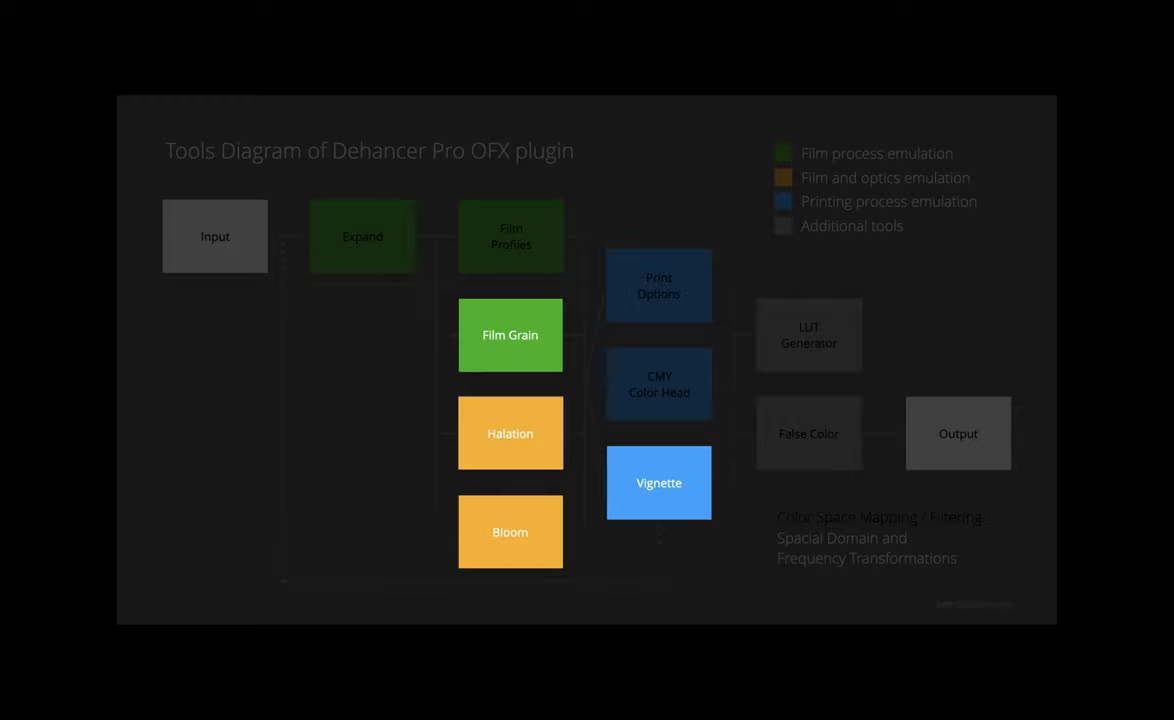 Tools Diagram of Dehancer Pro OFX plugin
Film process emulation
Film and optics emulation
Printing process emulation
Additional tools
Input
Expand
Film
Profiles
Print
Options
Film Grain
LUT
Generator
CMY
Color Head
Halation
False Color
Output
Vignette
Bloom
Color Space Mapping / Filtering
Spacial Domain and
Frequency Transformations